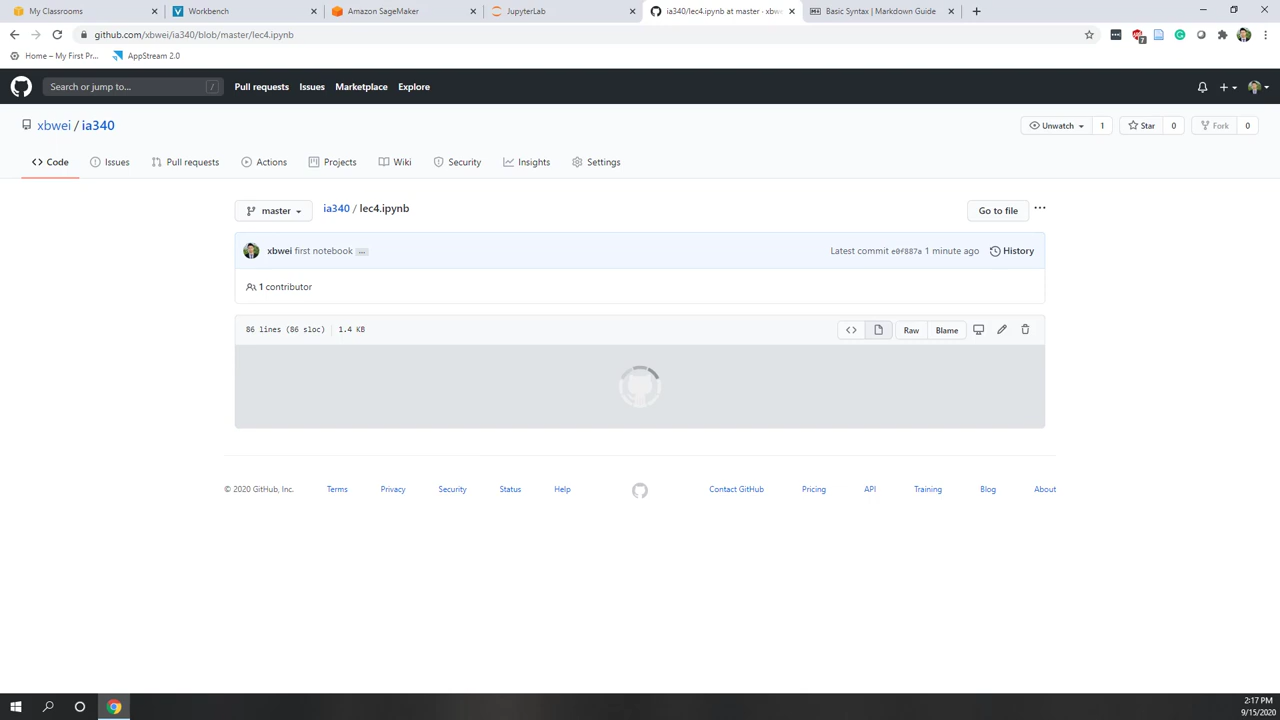 My Classrooms
Workbench
Amazon SageMaker
JupyterLab
ia340/lec4.ipynb at master · xbw
Basic Syntax | Markdown Guide
github.com/xbwei/ia340/blob/master/lec4.ipynb
7
Home – My First Pr...
AppStream 2.0
Search or jump to...
/
Pull requests
Issues
Marketplace
Explore
xbwei / ia340
Unwatch
1
Star
0
Fork
0
Code
Issues
Pull requests
Actions
Projects
Wiki
Security
Insights
Settings
master
ia340 / lec4.ipynb
Go to file
xbwei first notebook ...
Latest commit e0f887a 1 minute ago
History
1 contributor
86 lines (86 sloc) | 1.4 KB
Raw
Blame
© 2020 GitHub, Inc.
Terms
Privacy
Security
Status
Help
Contact GitHub
Pricing
API
Training
Blog
About
2:17 PM
9/15/2020